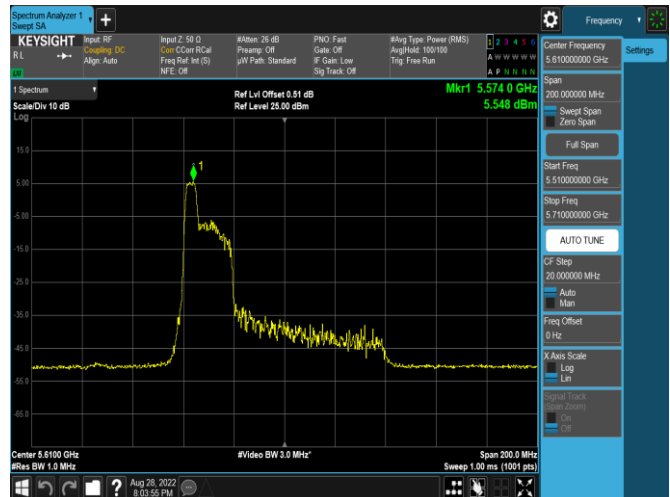 Spectrum Analyzer 1
Swept SA
Frequency
KEYSIGHT
RL
Input: RF
Coupling: DC
Align: Auto
Input Z: 50 Ω
Corr CCorr RCal
Freq Ref: Int (S)
NFE: Off
#Atten: 26 dB
Preamp: Off
µW Path: Standard
PNO: Fast
Gate: Off
IF Gain: Low
Sig Track: Off
#Avg Type: Power (RMS)
Avg|Hold: 100/100
Trig: Free Run
1 2 3 4 5 6
A W W W W W
A P N N N N
1 Spectrum
Scale/Div 10 dB
Log
Ref Lvl Offset 0.51 dB
Ref Level 25.00 dBm
Mkr1 5.574 0 GHz
5.548 dBm
1
15.0
5.00
-5.00
-15.0
-25.0
-35.0
-45.0
-55.0
-65.0
Center 5.6100 GHz
#Res BW 1.0 MHz
#Video BW 3.0 MHz*
Span 200.0 MHz
Sweep 1.00 ms (1001 pts)
Aug 28, 2022
8:03:55 PM
Center Frequency
5.610000000 GHz
Settings
Span
200.000000 MHz
Swept Span
Zero Span
Full Span
Start Freq
5.510000000 GHz
Stop Freq
5.710000000 GHz
AUTO TUNE
CF Step
20.000000 MHz
Auto
Man
Freq Offset
0 Hz
X Axis Scale
Log
Lin
Signal Track
(Span Zoom)
On
Off